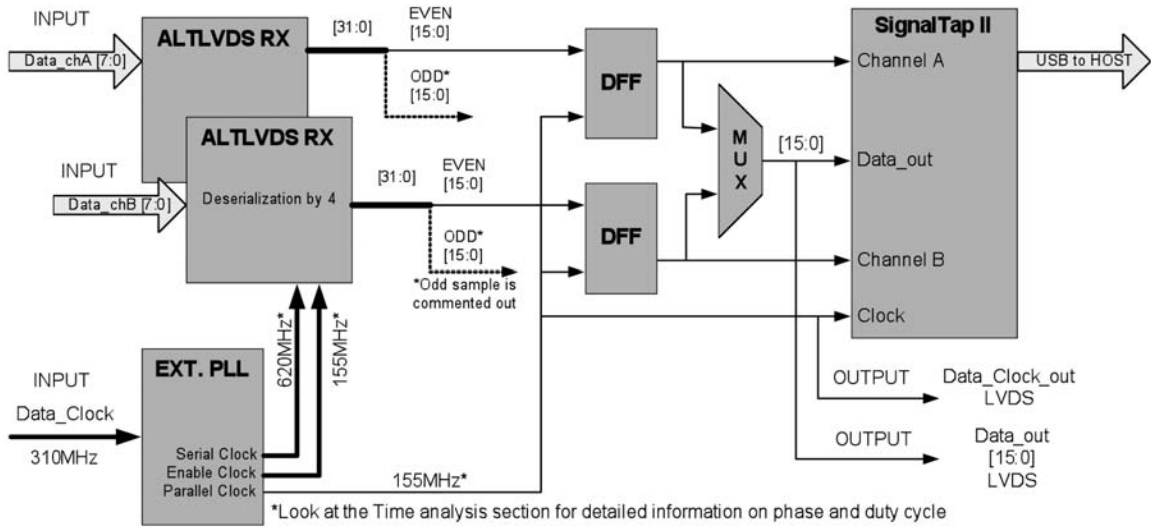 INPUT
Data_chA [7:0]
ALTLVDS RX
[31:0]
EVEN
[15:0]
ODD*
[15:0]
DFF
SignalTap II
Channel A
USB to HOST
MUX
[15:0]
Data_out
INPUT
Data_chB [7:0]
ALTLVDS RX
Deserialization by 4
[31:0]
EVEN
[15:0]
ODD*
[15:0]
*Odd sample is
commented out
DFF
Channel B
Clock
620MHz*
155MHz*
INPUT
Data_Clock
310MHz
EXT. PLL
Serial Clock
Enable Clock
Parallel Clock
155MHz*
OUTPUT
Data_Clock_out
LVDS
OUTPUT
Data_out
[15:0]
LVDS
*Look at the Time analysis section for detailed information on phase and duty cycle